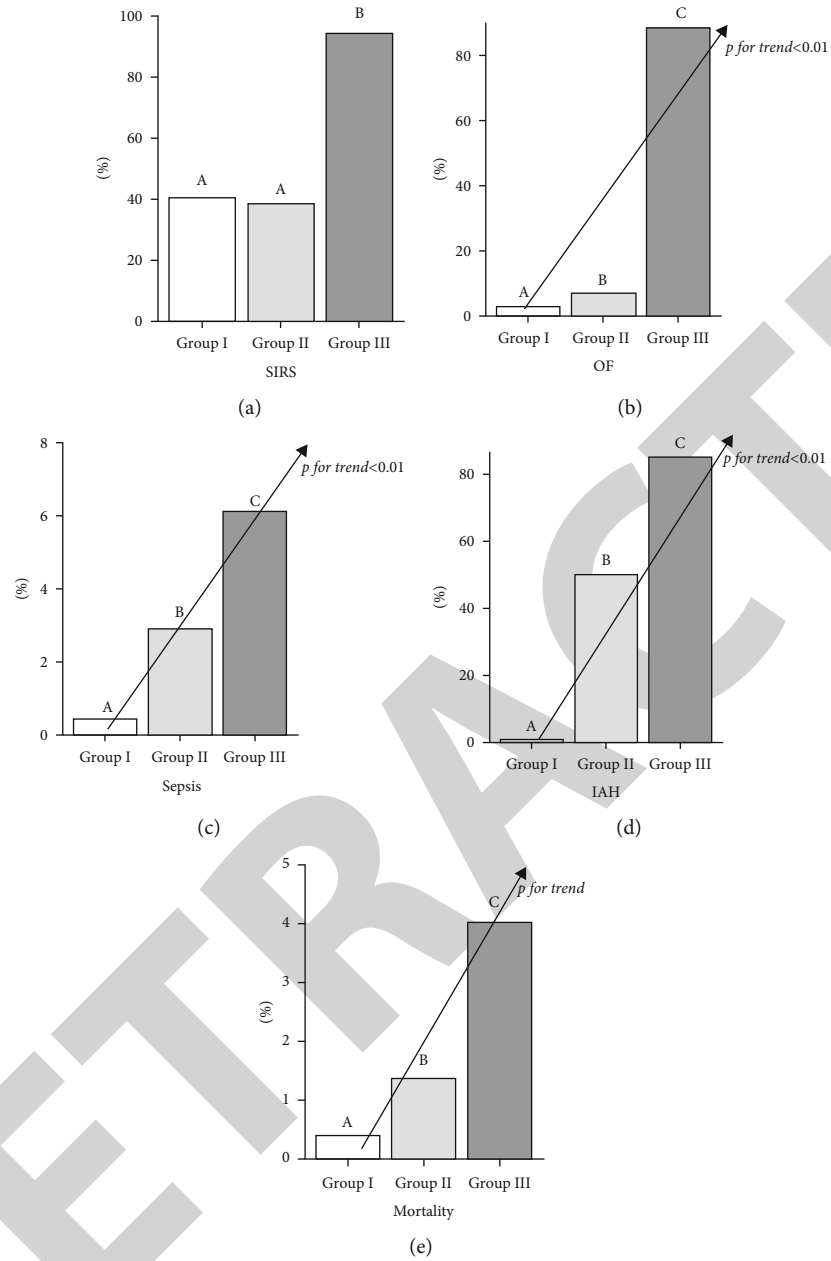 100
80
60
40
20
0
(%)
A
A
B
Group I
Group II
Group III
SIRS
(a)
80
60
40
20
0
(%)
A
B
C
p for trend<0.01
Group I
Group II
Group III
OF
(b)
8
6
4
2
0
(%)
A
B
C
p for trend<0.01
Group I
Group II
Group III
Sepsis
(c)
80
60
40
20
0
(%)
A
B
C
p for trend<0.01
Group I
Group II
Group III
IAH
(d)
5
4
3
2
1
0
(%)
A
B
C
p for trend
Group I
Group II
Group III
Mortality
(e)
ETRACT